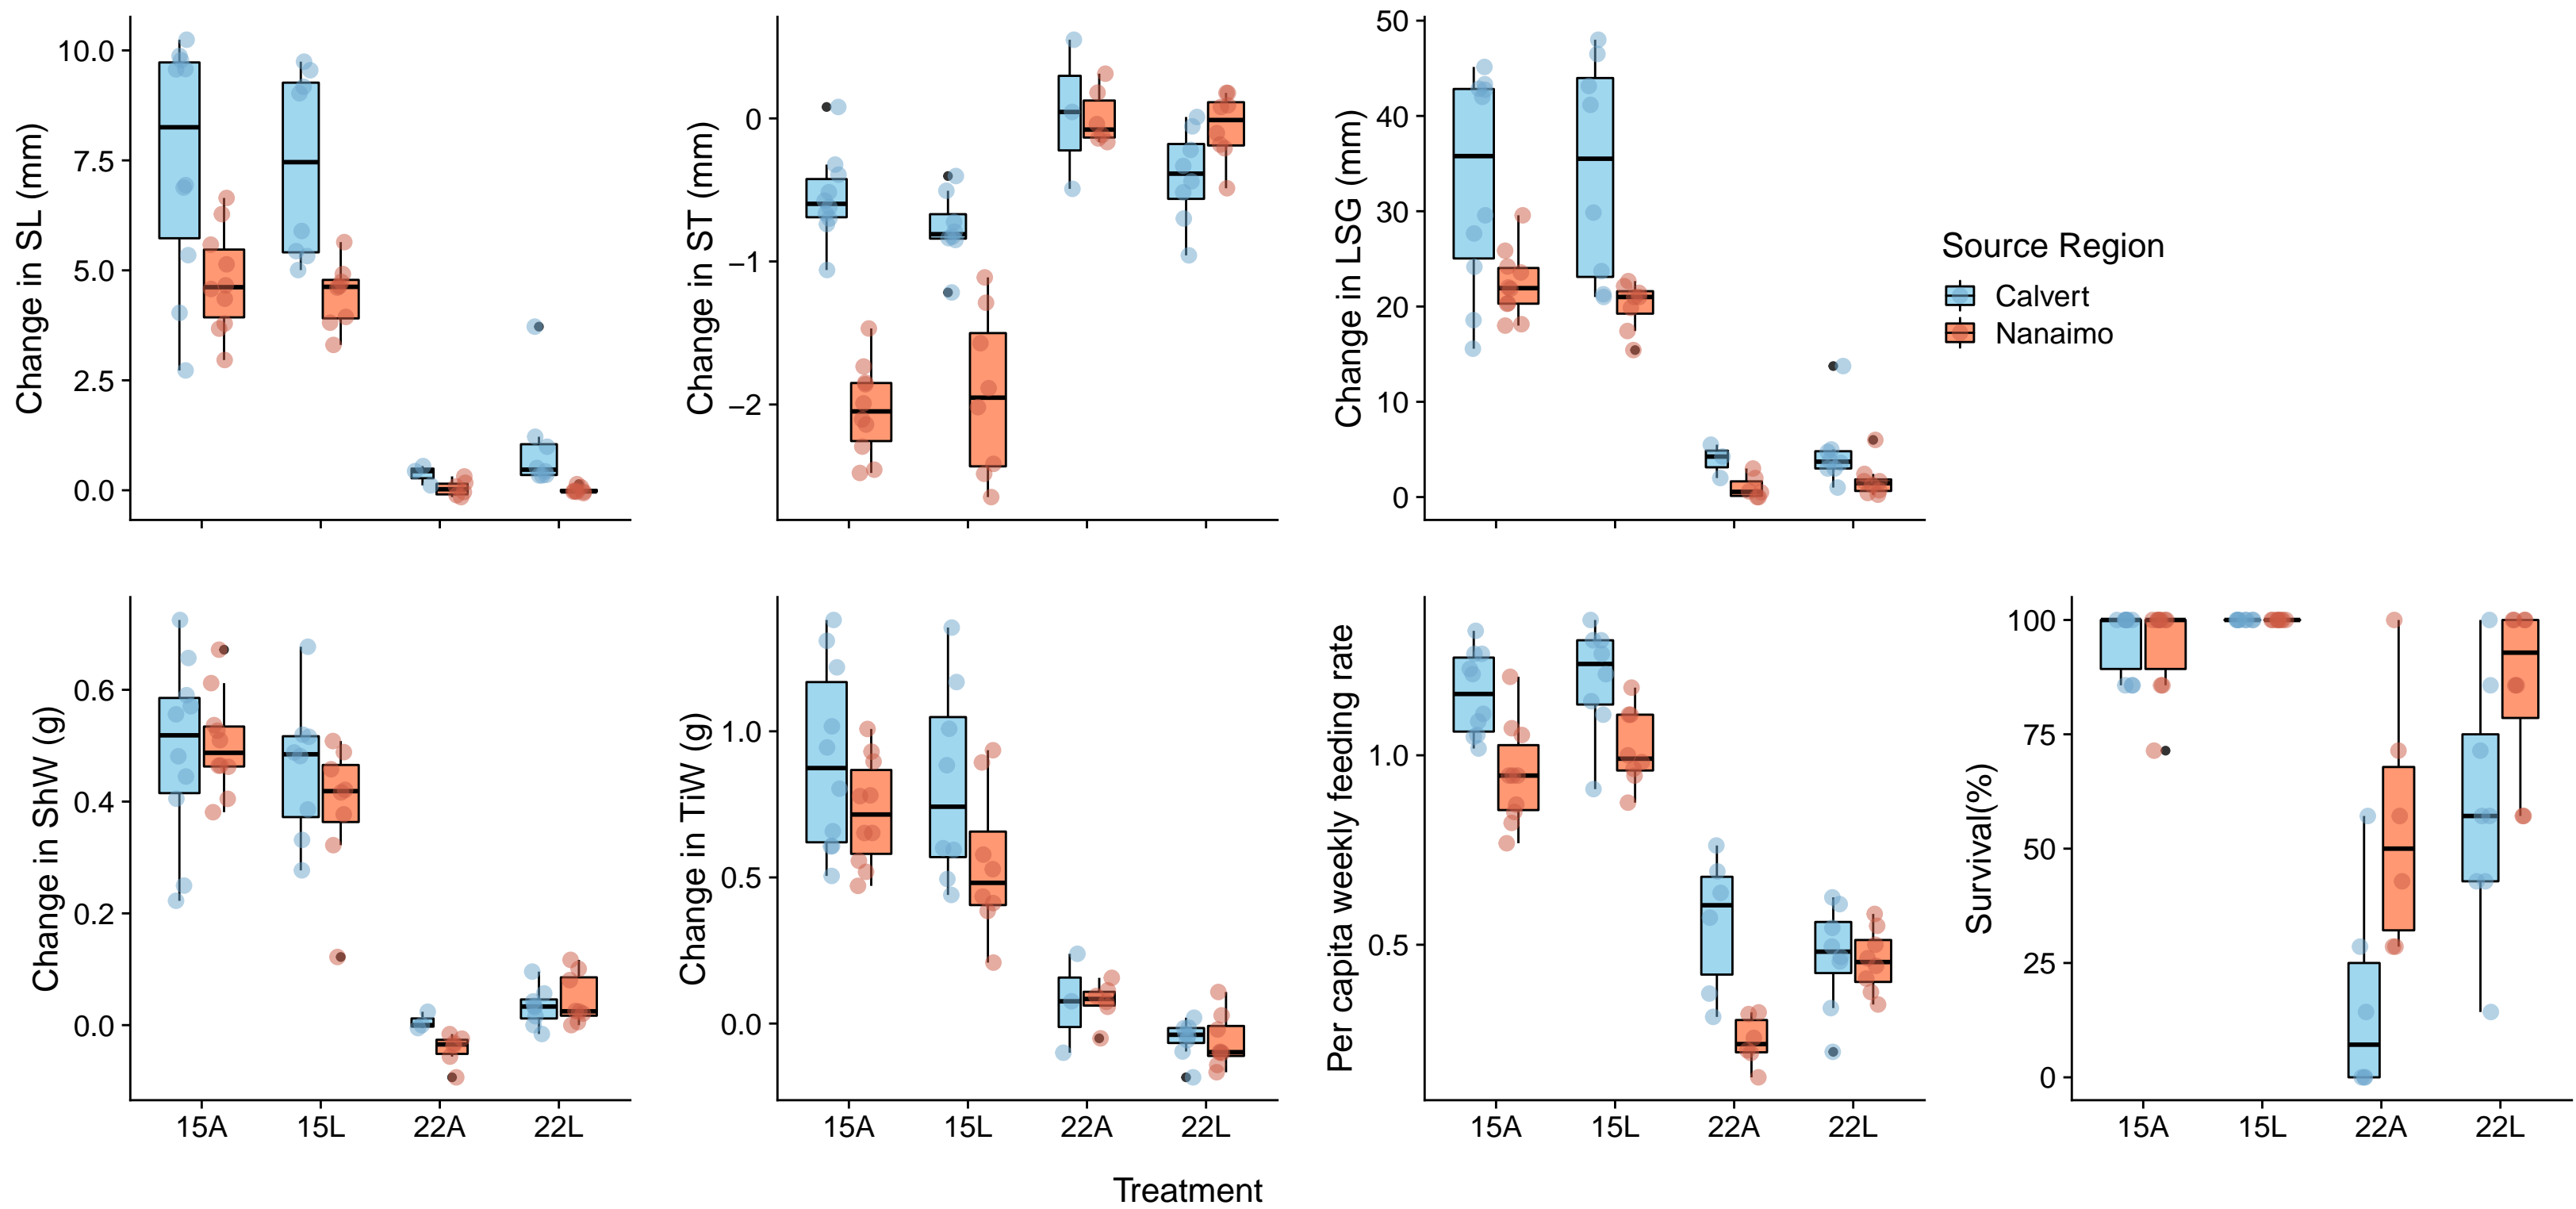 Change in SL (mm)
10.0
7.5
5.0
2.5
0.0
Change in ST (mm)
0
−1
−2
Change in LSG (mm)
50
40
30
20
10
0
Source Region
Calvert
Nanaimo
Change in ShW (g)
0.6
0.4
0.2
0.0
15A 15L 22A 22L
Change in TiW (g)
1.0
0.5
0.0
15A 15L 22A 22L
Per capita weekly feeding rate
1.0
0.5
15A 15L 22A 22L
Survival(%)
100
75
50
25
0
15A 15L 22A 22L
Treatment